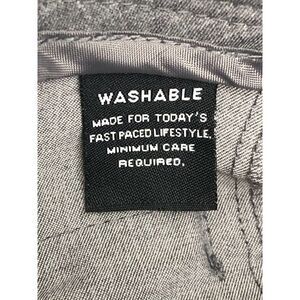 WASHABLE
MADE FOR TODAY'S
FAST PACED LIFESTYLE.
MINIMUM CARE
REQUIRED.